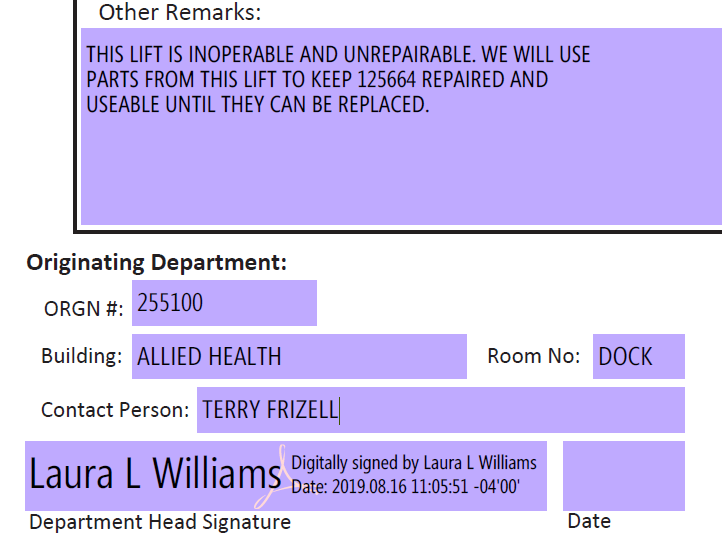 Other Remarks:
THIS LIFT IS INOPERABLE AND UNREPAIRABLE. WE WILL USE
PARTS FROM THIS LIFT TO KEEP 125664 REPAIRED AND
USEABLE UNTIL THEY CAN BE REPLACED.
Originating Department:
ORGN #: 255100
Building: ALLIED HEALTH Room No: DOCK
Contact Person: TERRY FRIZELL
Laura L Williams
Digitally signed by Laura L Williams
Date: 2019.08.16 11:05:51 -04'00'
Department Head Signature Date